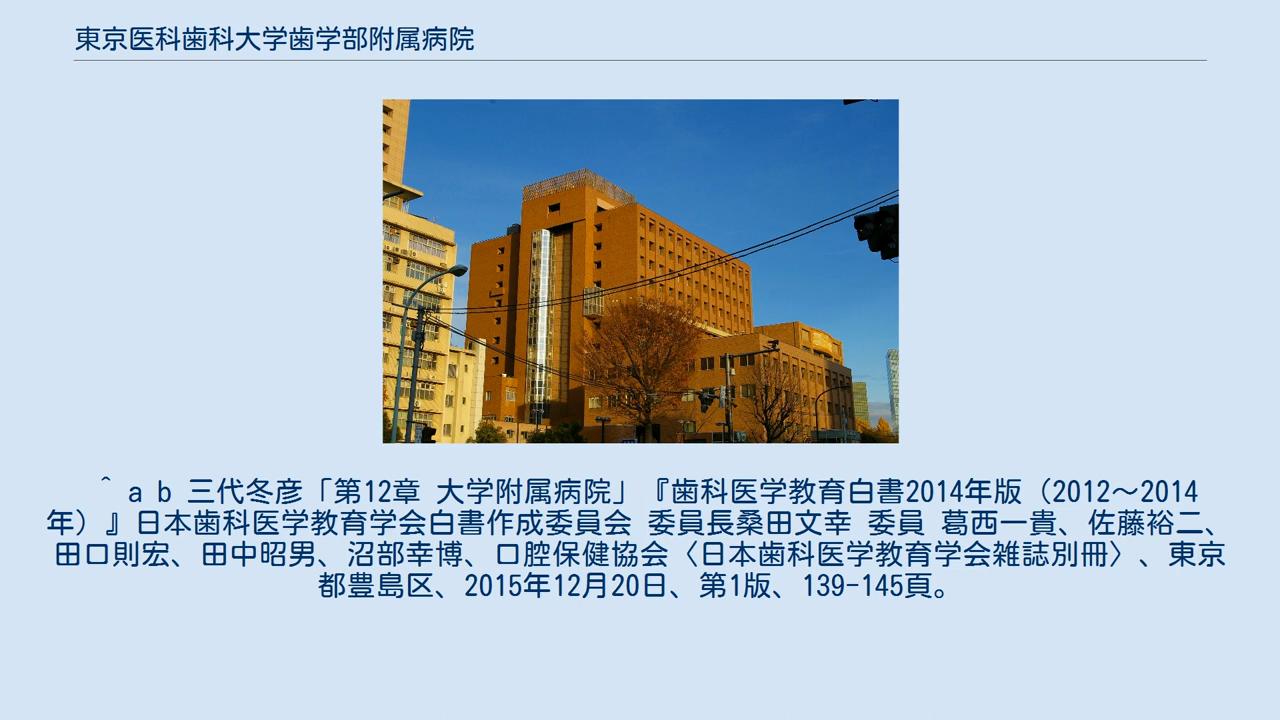 東京医科歯科大学歯学部附属病院
^ a b 三代冬彦「第12章 大学附属病院」『歯科医学教育白書2014年版（2012～2014
年）』日本歯科医学教育学会白書作成委員会 委員長桑田文幸 委員 葛西一貴、佐藤裕二、
田口則宏、田中昭男、沼部幸博、口腔保健協会〈日本歯科医学教育学会雑誌別冊〉、東京
都豊島区、2015年12月20日、第1版、139-145頁。